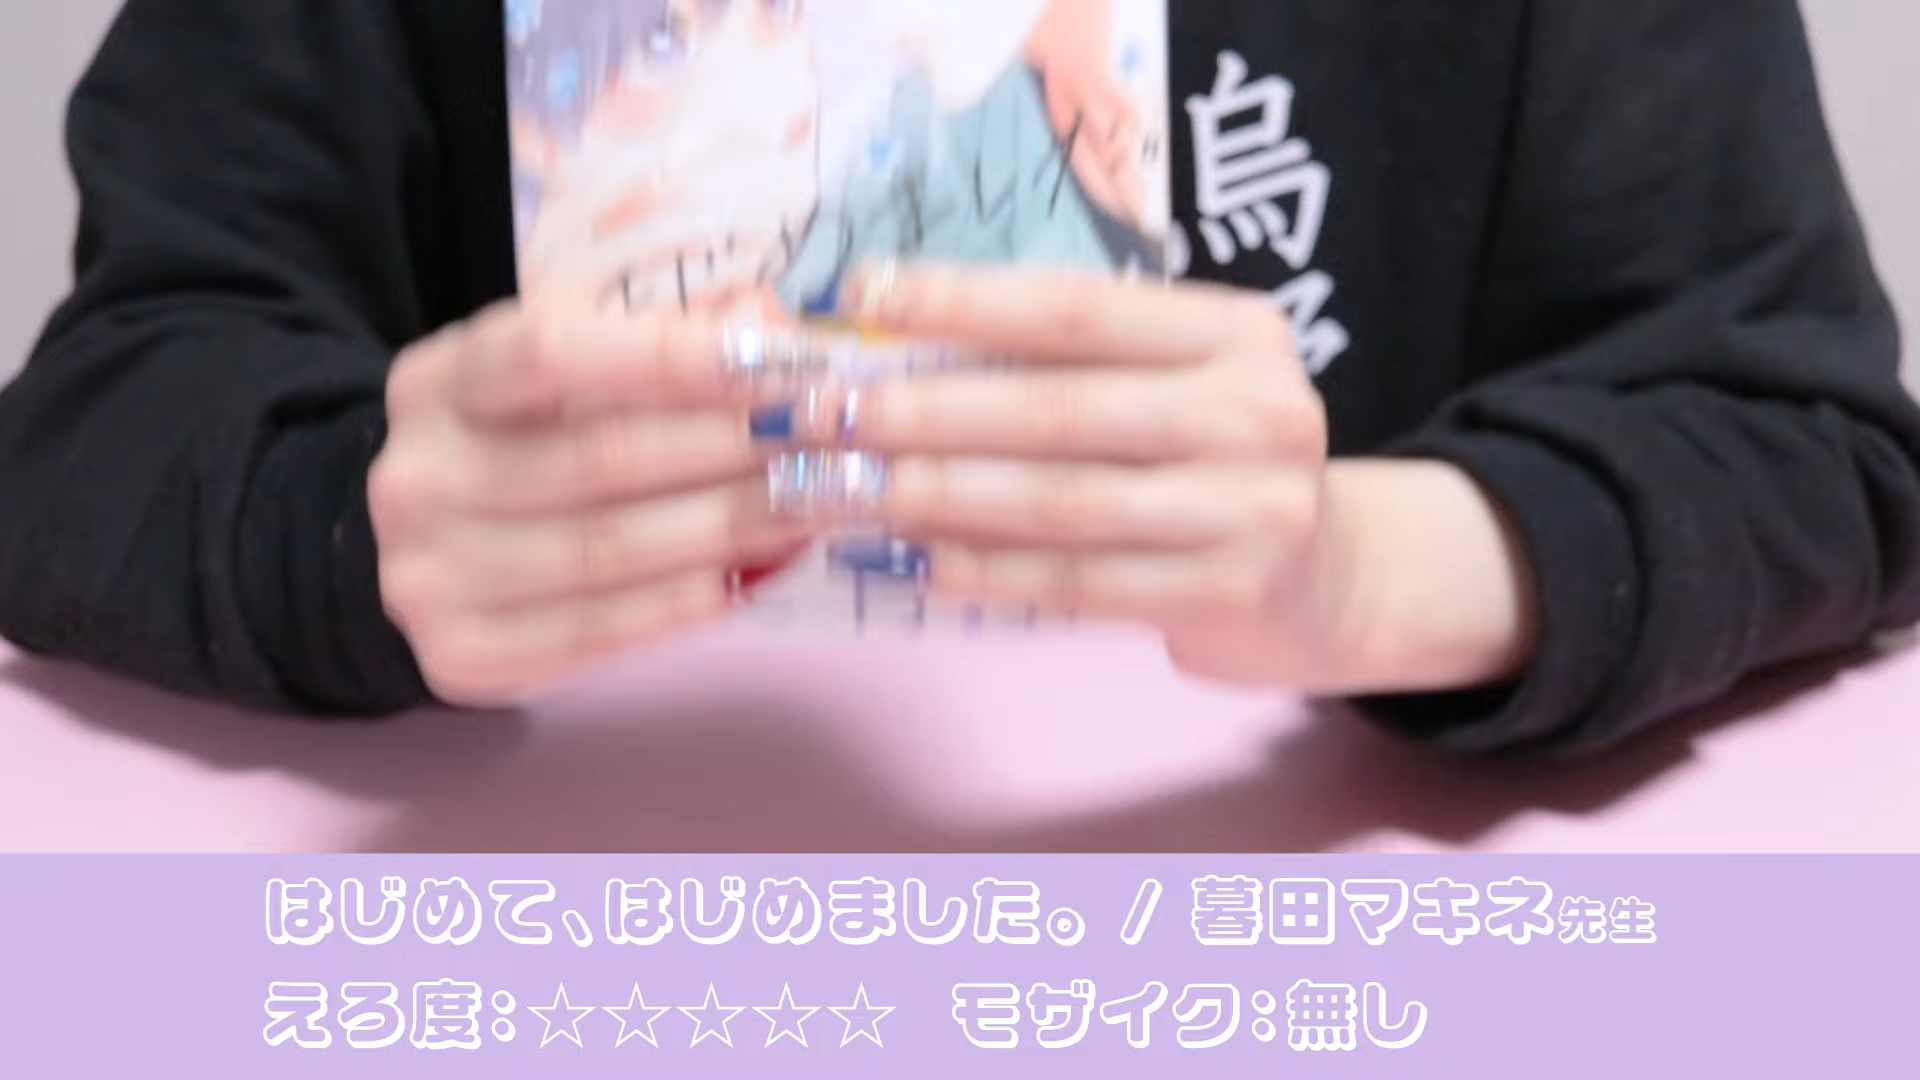 烏
はじめて、はじめました。 / 暮田マキネ先生
えろ度：☆☆☆☆☆ モザイク：無し